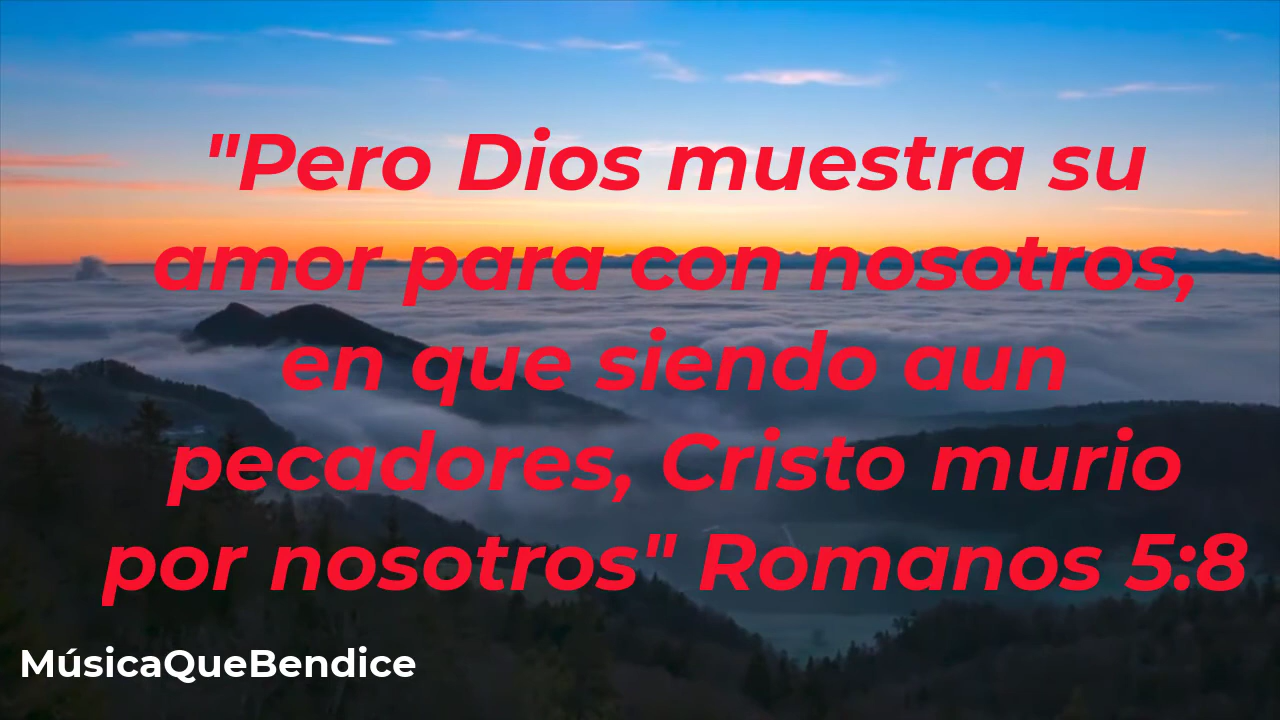 "Pero Dios muestra su
amor para con nosotros,
en que siendo aun
pecadores, Cristo murio
por nosotros" Romanos 5:8
MúsicaQueBendice